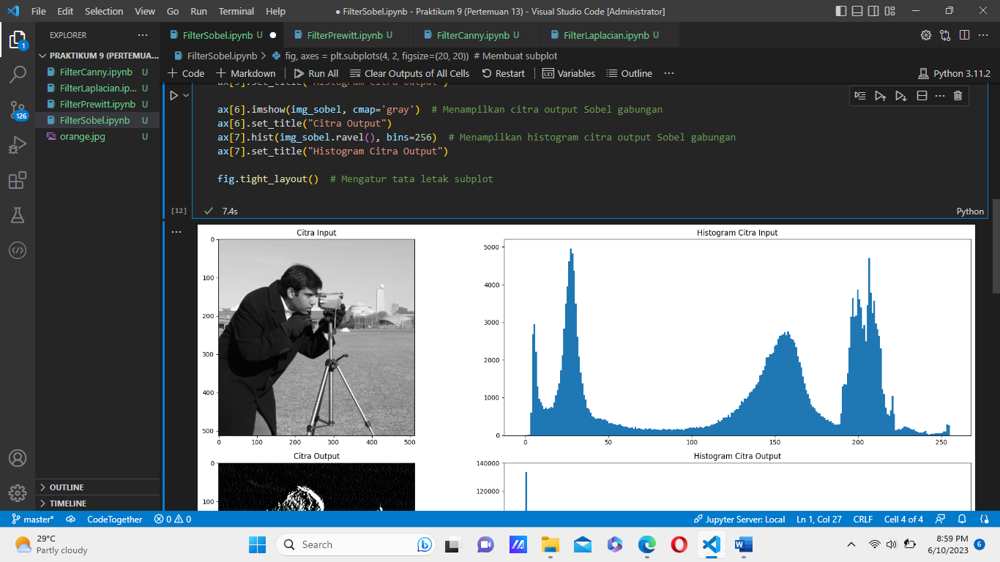 File Edit Selection View Go Run Terminal Help
● FilterSobel.ipynb - Praktikum 9 (Pertemuan 13) - Visual Studio Code [Administrator]
EXPLORER ···
FilterSobel.ipynb U ●
FilterPrewitt.ipynb U
FilterCanny.ipynb U
FilterLaplacian.ipynb U
···
PRAKTIKUM 9 (PERTEMUA...
FilterCanny.ipynb U
FilterLaplacian.ip... U
FilterPrewitt.ipynb U
FilterSobel.ipynb U
orange.jpg U
1
126
OUTLINE
TIMELINE
FilterSobel.ipynb > fig, axes = plt.subplots(4, 2, figsize=(20, 20)) # Membuat subplot
+ Code + Markdown Run All Clear Outputs of All Cells Restart Variables Outline ··· Python 3.11.2
ax[5].set_title("Histogram Citra Output")
ax[6].imshow(img_sobel, cmap='gray') # Menampilkan citra output Sobel gabungan
ax[6].set_title("Citra Output")
ax[7].hist(img_sobel.ravel(), bins=256) # Menampilkan histogram citra output Sobel gabungan
ax[7].set_title("Histogram Citra Output")
fig.tight_layout() # Mengatur tata letak subplot
[12] 7.4s Python
···
Citra Input
0
100
200
300
400
500
0 100 200 300 400 500
Histogram Citra Input
5000
4000
3000
2000
1000
0
0 50 100 150 200 250
Citra Output
0
100
Histogram Citra Output
140000
120000
master* CodeTogether 0 0 Jupyter Server: Local Ln 1, Col 27 CRLF Cell 4 of 4
29°C
Partly cloudy
Search
8:59 PM
6/10/2023
6